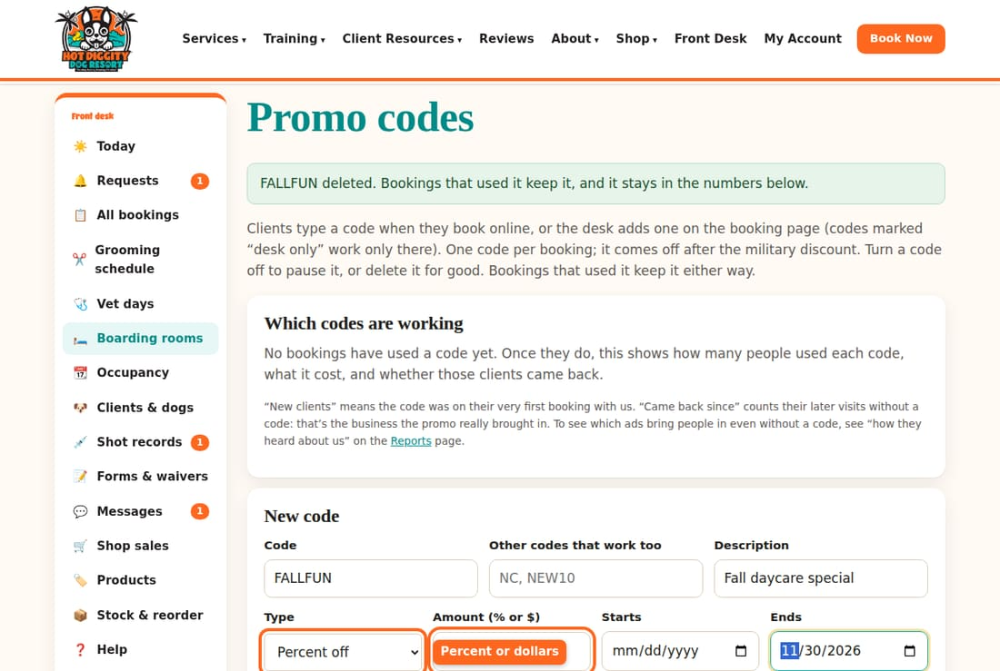 HOT DIGGITY
DOG RESORT
Services ▾ Training ▾ Client Resources ▾ Reviews About ▾ Shop ▾ Front Desk My Account Book Now
Front desk
Today
Requests 1
All bookings
Grooming
schedule
Vet days
Boarding rooms
Occupancy
Clients & dogs
Shot records 1
Forms & waivers
Messages 1
Shop sales
Products
Stock & reorder
Help
Promo codes
FALLFUN deleted. Bookings that used it keep it, and it stays in the numbers below.
Clients type a code when they book online, or the desk adds one on the booking page (codes marked
“desk only” work only there). One code per booking; it comes off after the military discount. Turn a code
off to pause it, or delete it for good. Bookings that used it keep it either way.
Which codes are working
No bookings have used a code yet. Once they do, this shows how many people used each code,
what it cost, and whether those clients came back.
“New clients” means the code was on their very first booking with us. “Came back since” counts their later visits without a
code: that’s the business the promo really brought in. To see which ads bring people in even without a code, see “how they
heard about us” on the Reports page.
New code
Code Other codes that work too Description
FALLFUN NC, NEW10 Fall daycare special
Type Amount (% or $) Starts Ends
Percent off Percent or dollars mm/dd/yyyy 11/30/2026